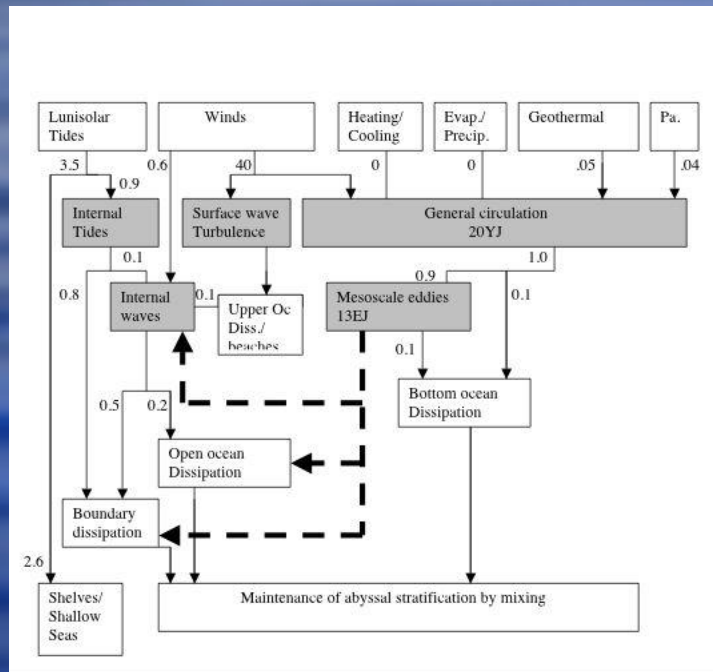 Lunisolar
Tides
Winds
Heating/
Cooling
Evap./
Precip.
Geothermal
Pa.
3.5
0.6
40
0
0
.05
.04
0.9
Internal
Tides
Surface wave
Turbulence
General circulation
20YJ
0.1
1.0
0.8
Internal
waves
0.1
Upper Oc
Diss./
beaches
0.9
Mesoscale eddies
13EJ
0.1
0.1
0.5
0.2
Bottom ocean
Dissipation
Open ocean
Dissipation
Boundary
dissipation
2.6
Shelves/
Shallow
Seas
Maintenance of abyssal stratification by mixing